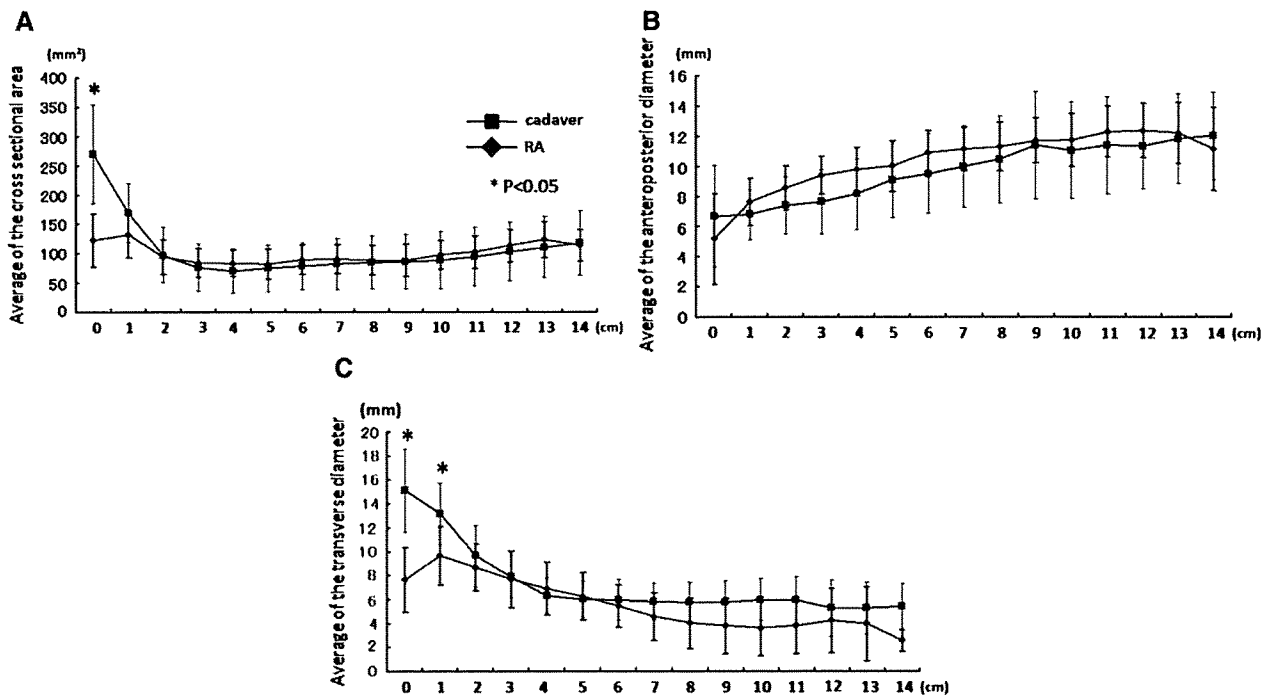 A
(mm²)
Average of the cross sectional area
400
350
300
250
200
150
100
50
0
*
cadaver
RA
* P<0.05
0 1 2 3 4 5 6 7 8 9 10 11 12 13 14 (cm)
B
(mm)
Average of the anteroposterior diameter
16
14
12
10
8
6
4
2
0
0 1 2 3 4 5 6 7 8 9 10 11 12 13 14 (cm)
C
(mm)
Average of the transverse diameter
20
18
16
14
12
10
8
6
4
2
0
*
*
0 1 2 3 4 5 6 7 8 9 10 11 12 13 14 (cm)